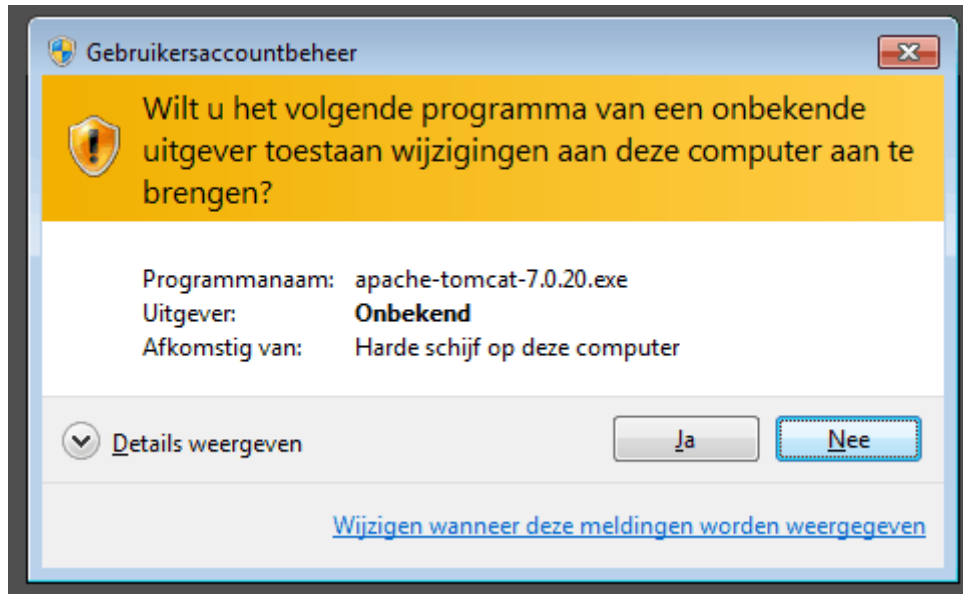 Gebruikersaccountbeheer
Wilt u het volgende programma van een onbekende
uitgever toestaan wijzigingen aan deze computer aan te
brengen?
Programmanaam: apache-tomcat-7.0.20.exe
Uitgever: Onbekend
Afkomstig van: Harde schijf op deze computer
Details weergeven Ja Nee
Wijzigen wanneer deze meldingen worden weergegeven